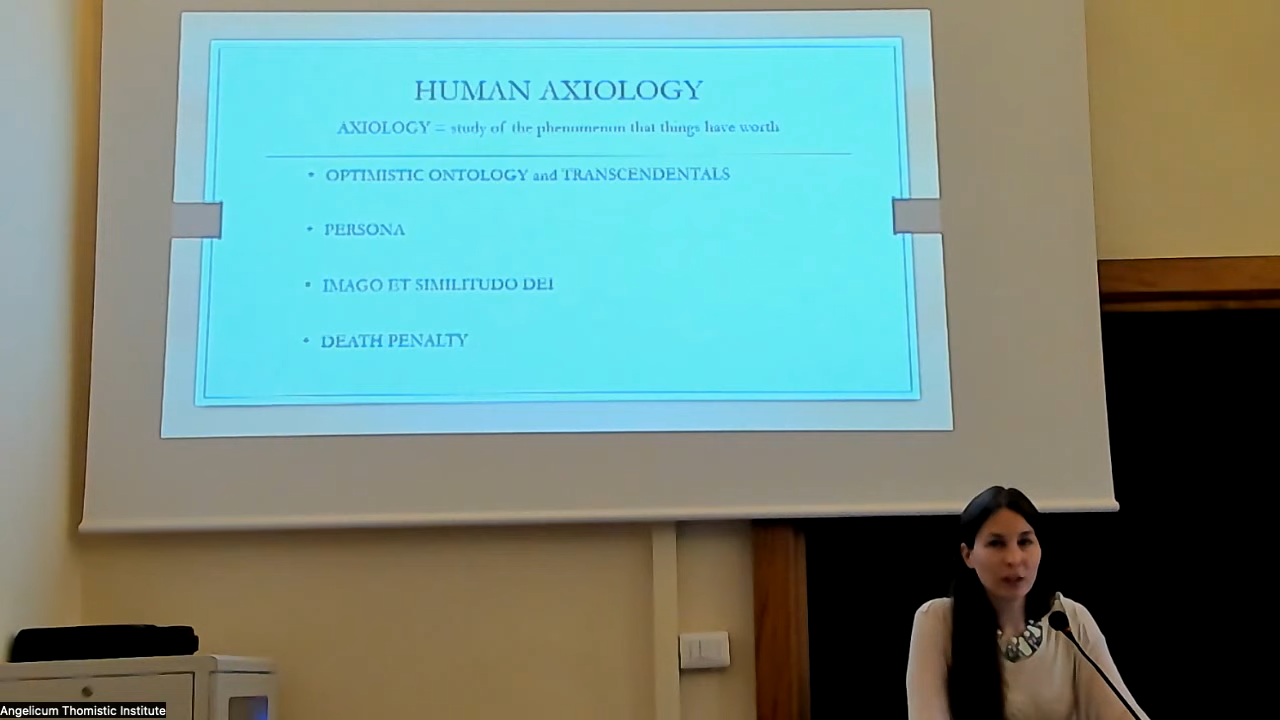 HUMAN AXIOLOGY
AXIOLOGY = study of the phenomenon that things have worth
• OPTIMISTIC ONTOLOGY and TRANSCENDENTALS
• PERSONA
• IMAGO ET SIMILITUDO DEI
• DEATH PENALTY
Angelicum Thomistic Institute